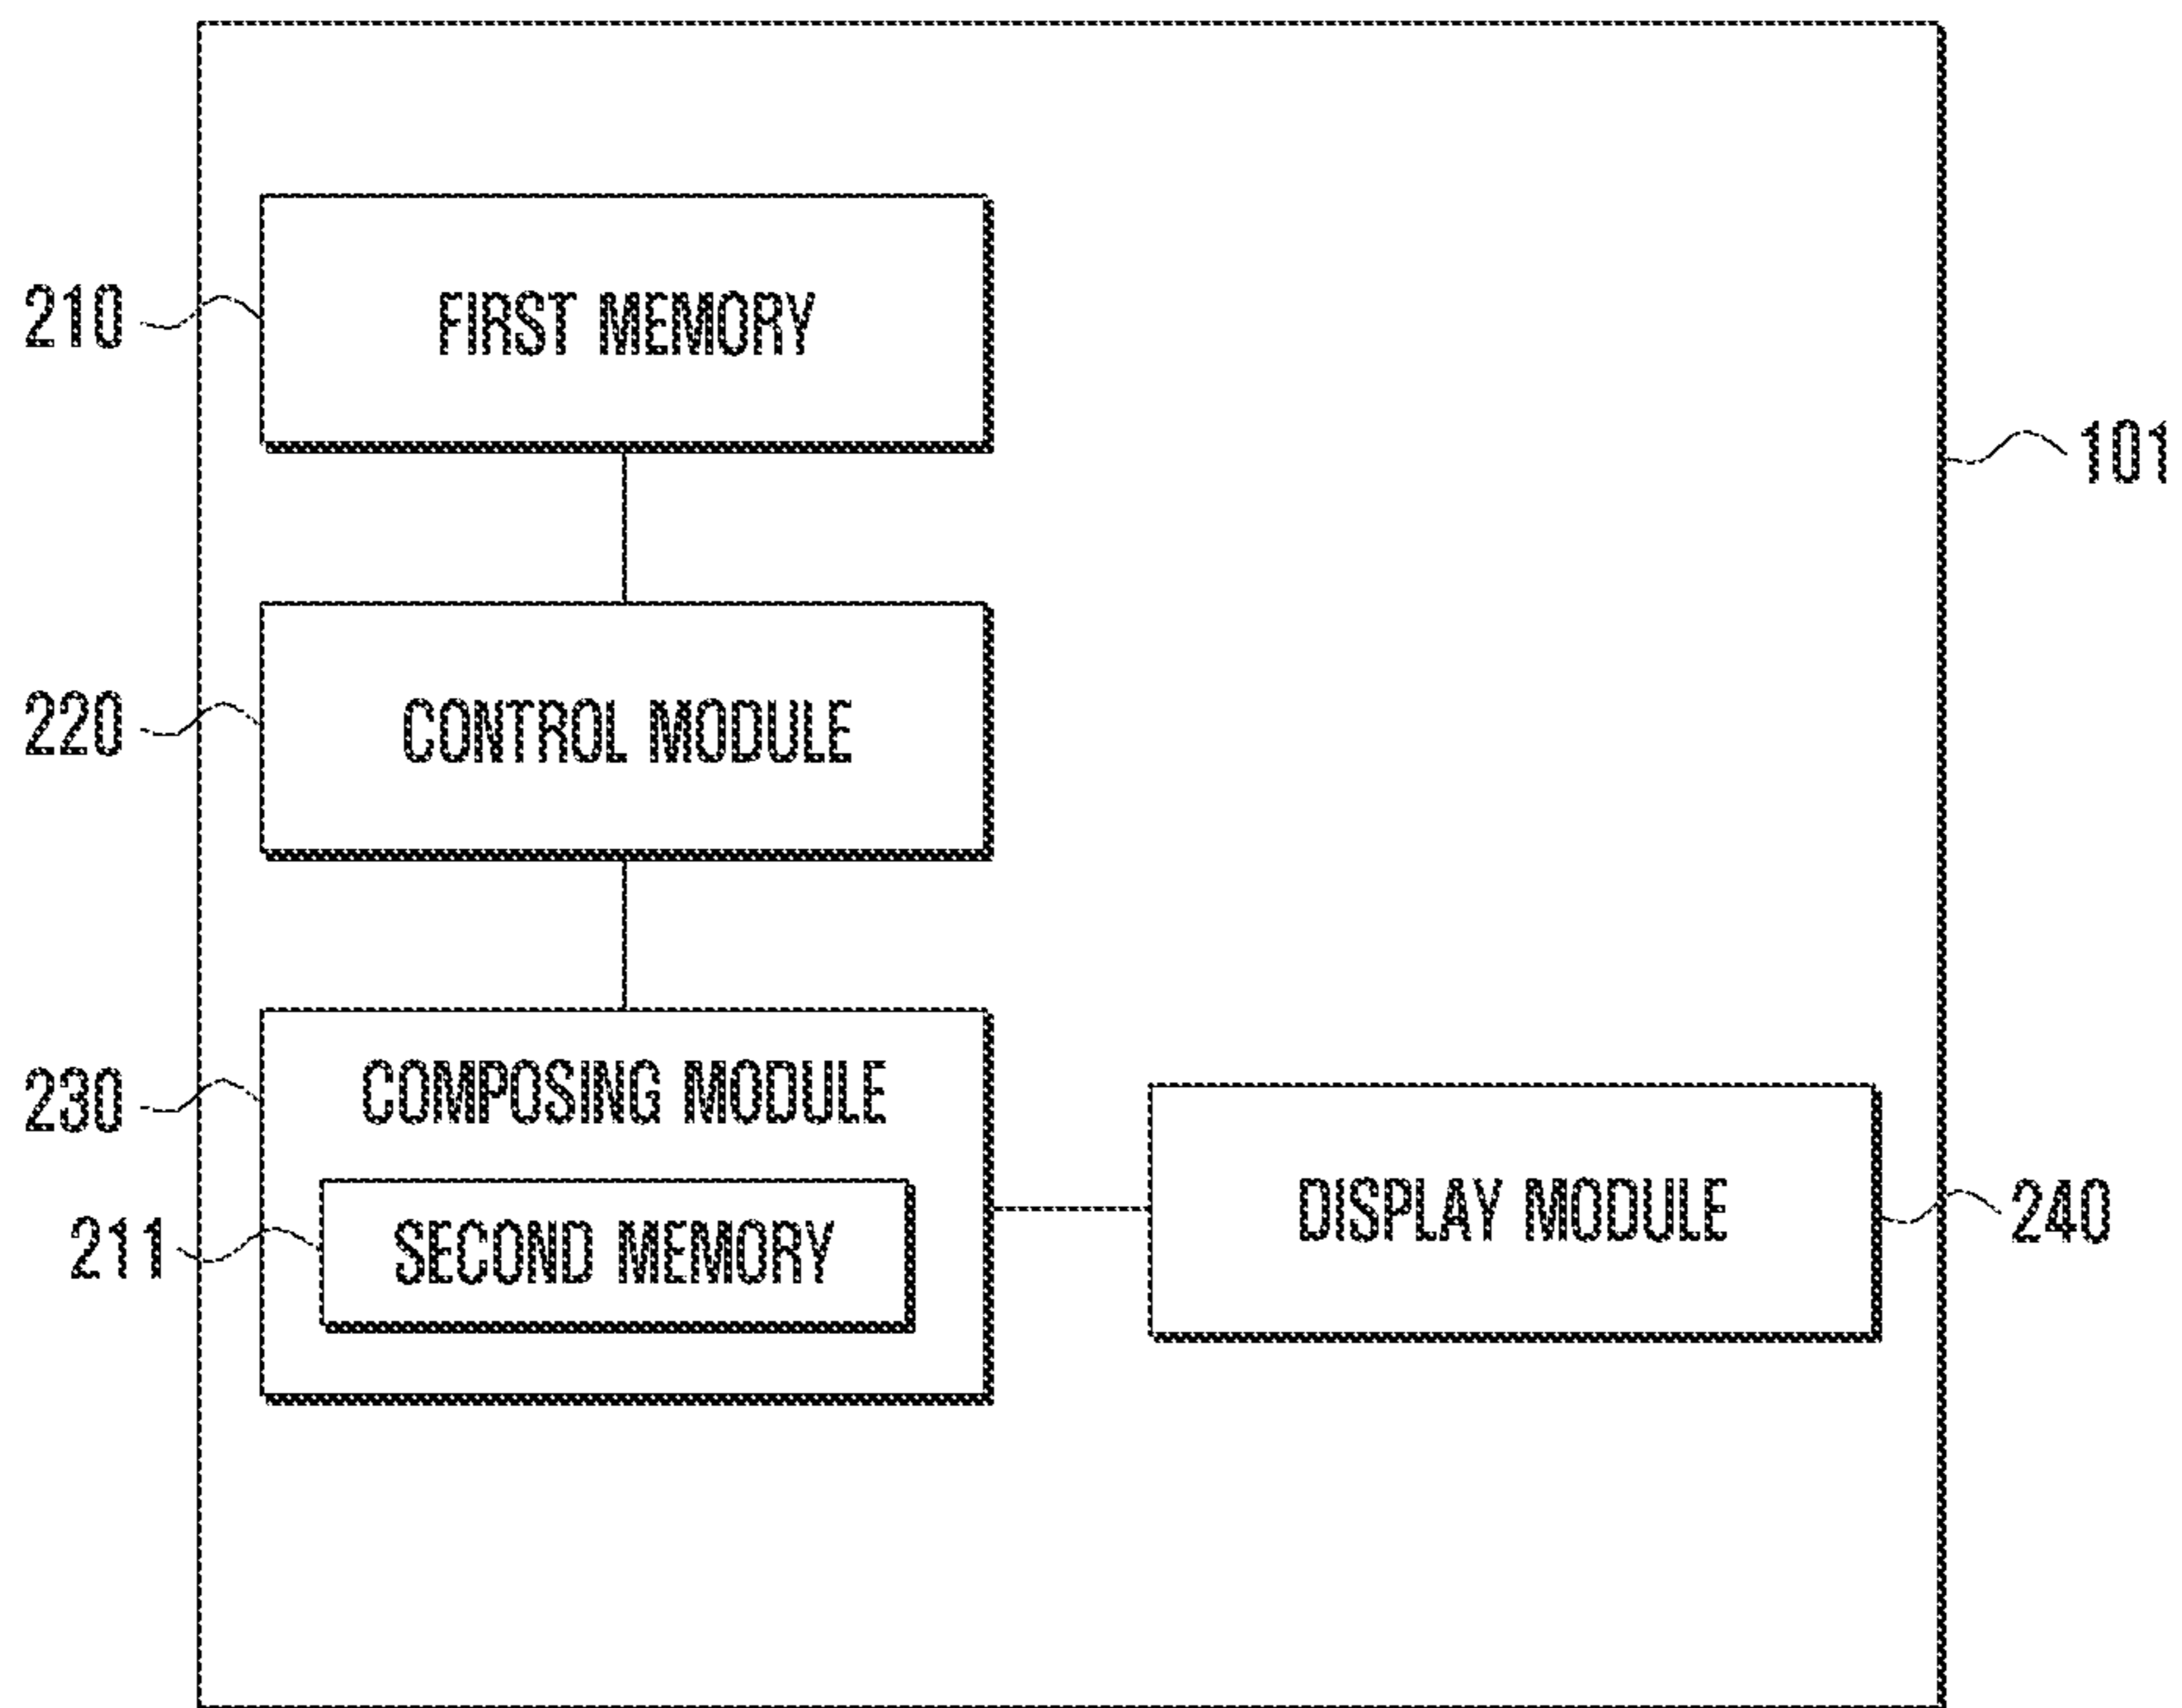 210
FIRST MEMORY
101
220
CONTROL MODULE
230
COMPOSING MODULE
211
SECOND MEMORY
DISPLAY MODULE
240